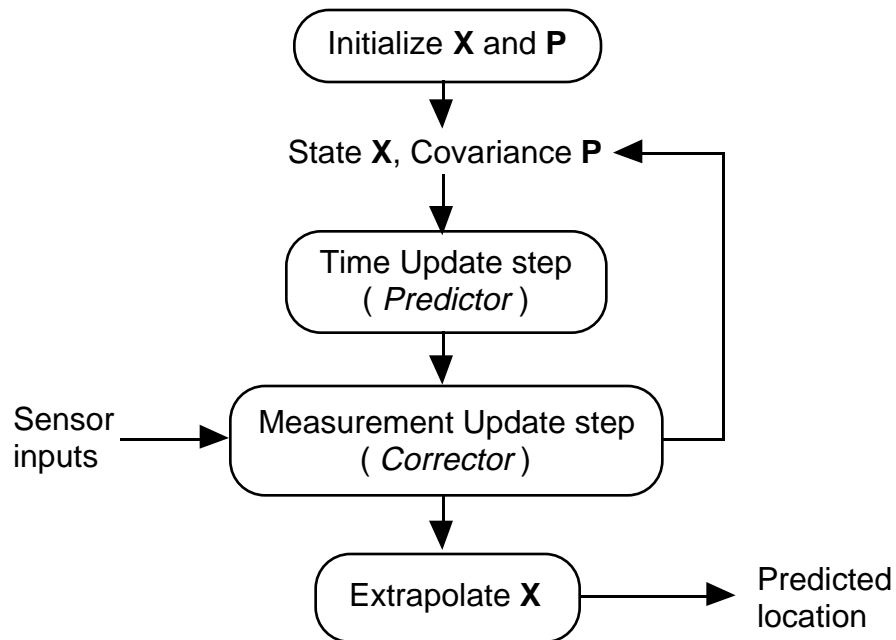 Initialize X and P
State X, Covariance P
Time Update step
( Predictor )
Sensor
inputs
Measurement Update step
( Corrector )
Extrapolate X
Predicted
location